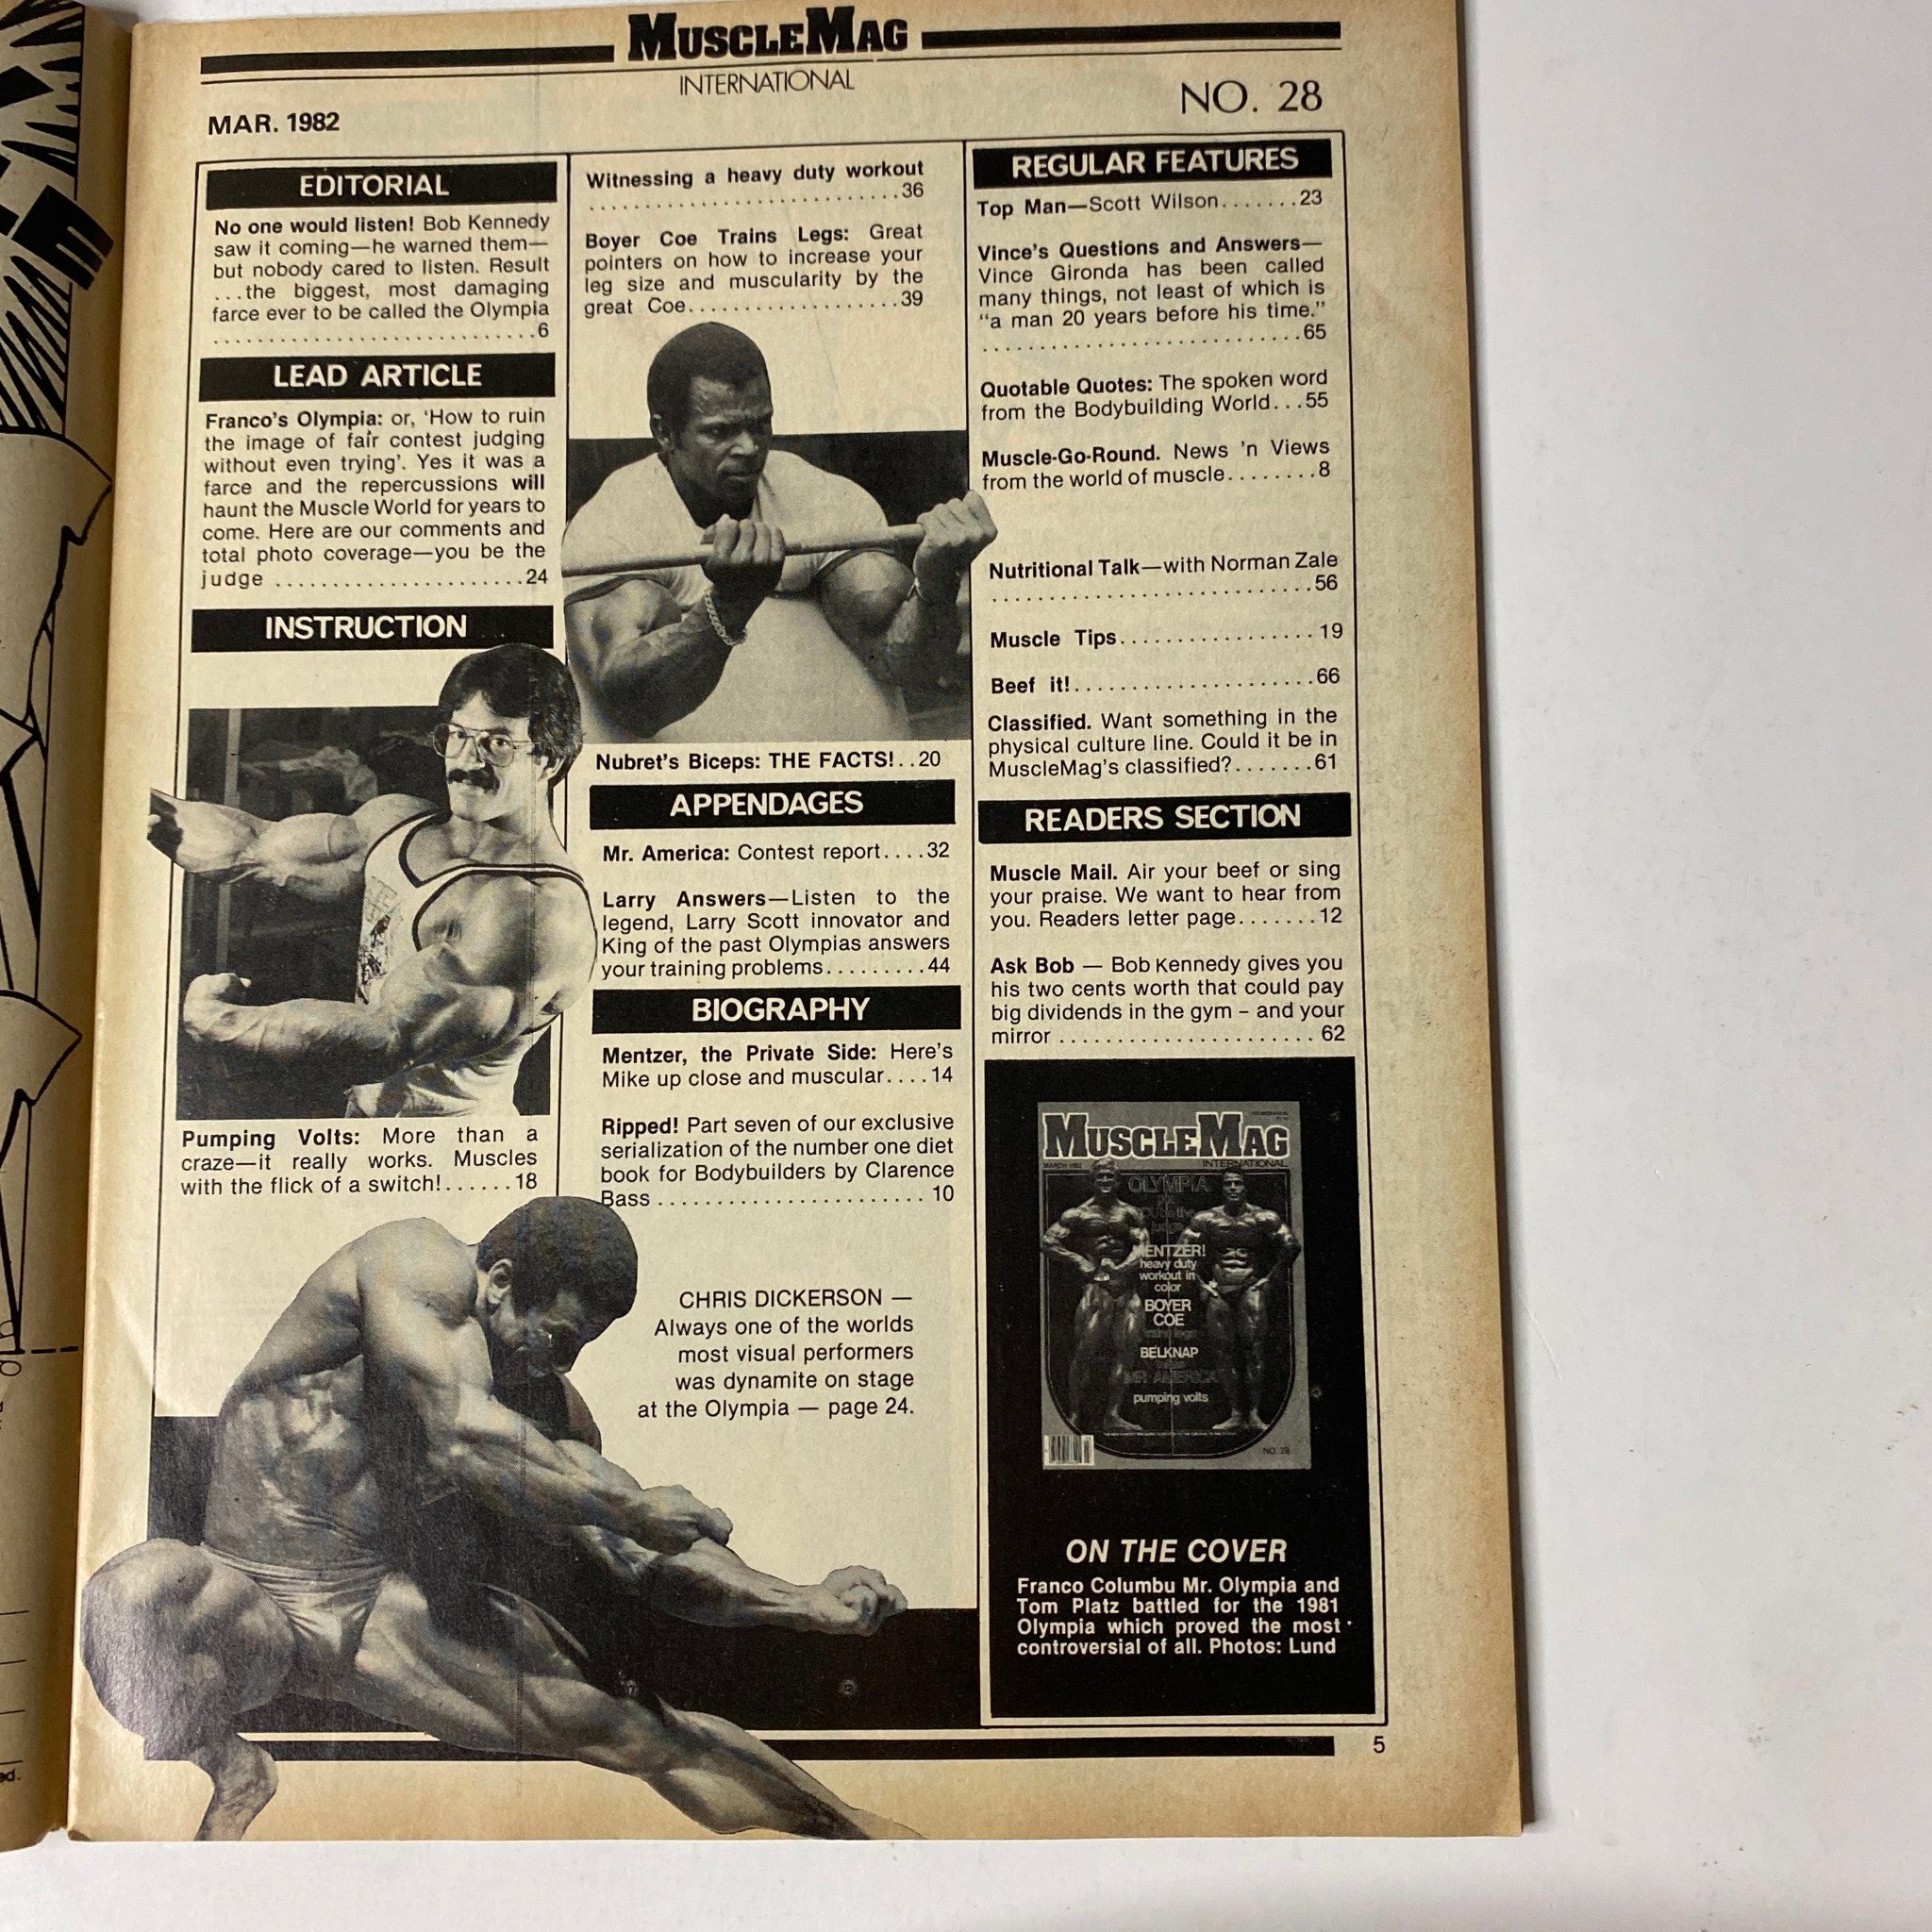 MUSCLEMAG
INTERNATIONAL
MAR. 1982
NO. 28
EDITORIAL
No one would listen! Bob Kennedy
saw it coming—he warned them—
but nobody cared to listen. Result
...the biggest, most damaging
farce ever to be called the Olympia
.............................6
LEAD ARTICLE
Franco's Olympia: or, 'How to ruin
the image of fair contest judging
without even trying'. Yes it was a
farce and the repercussions will
haunt the Muscle World for years to
come. Here are our comments and
total photo coverage—you be the
judge ......................24
INSTRUCTION
Pumping Volts: More than a
craze—it really works. Muscles
with the flick of a switch!......18
Witnessing a heavy duty workout
............................36
Boyer Coe Trains Legs: Great
pointers on how to increase your
leg size and muscularity by the
great Coe...................39
Nubret's Biceps: THE FACTS!..20
APPENDAGES
Mr. America: Contest report....32
Larry Answers—Listen to the
legend, Larry Scott innovator and
King of the past Olympias answers
your training problems.........44
BIOGRAPHY
Mentzer, the Private Side: Here's
Mike up close and muscular....14
Ripped! Part seven of our exclusive
serialization of the number one diet
book for Bodybuilders by Clarence
Bass ........................ 10
CHRIS DICKERSON —
Always one of the worlds
most visual performers
was dynamite on stage
at the Olympia — page 24.
REGULAR FEATURES
Top Man—Scott Wilson.......23
Vince's Questions and Answers—
Vince Gironda has been called
many things, not least of which is
"a man 20 years before his time."
............................65
Quotable Quotes: The spoken word
from the Bodybuilding World...55
Muscle-Go-Round. News 'n Views
from the world of muscle........8
Nutritional Talk—with Norman Zale
............................56
Muscle Tips.................19
Beef it!.....................66
Classified. Want something in the
physical culture line. Could it be in
MuscleMag's classified?.......61
READERS SECTION
Muscle Mail. Air your beef or sing
your praise. We want to hear from
you. Readers letter page.......12
Ask Bob — Bob Kennedy gives you
his two cents worth that could pay
big dividends in the gym – and your
mirror ...................... 62
MUSCLEMAG
INTERNATIONAL
MARCH 1982
OLYMPIA
MENTZER!
heavy duty
workout in
color
BOYER
COE
trains legs
BELKNAP
MR AMERICA
pumping volts
NO. 28
ON THE COVER
Franco Columbu Mr. Olympia and
Tom Platz battled for the 1981
Olympia which proved the most
controversial of all. Photos: Lund
5
ed.